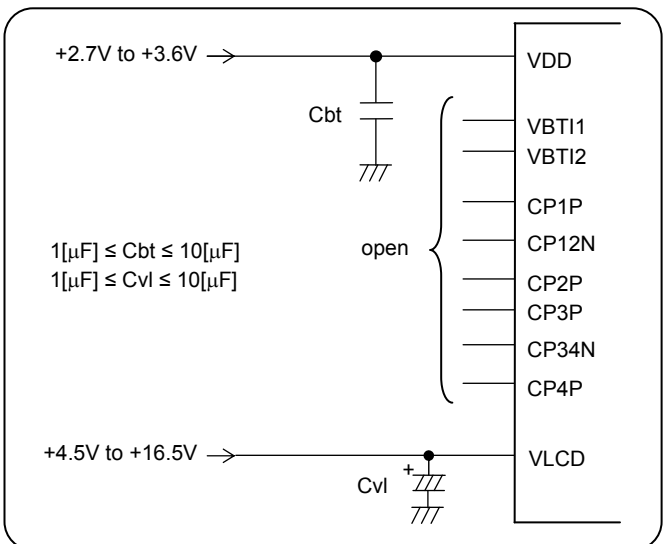 +2.7V to +3.6V
VDD
Cbt
VBTI1
VBTI2
CP1P
1[μF] ≤ Cbt ≤ 10[μF]
open
CP12N
1[μF] ≤ Cvl ≤ 10[μF]
CP2P
CP3P
CP34N
CP4P
+4.5V to +16.5V
VLCD
+
Cvl